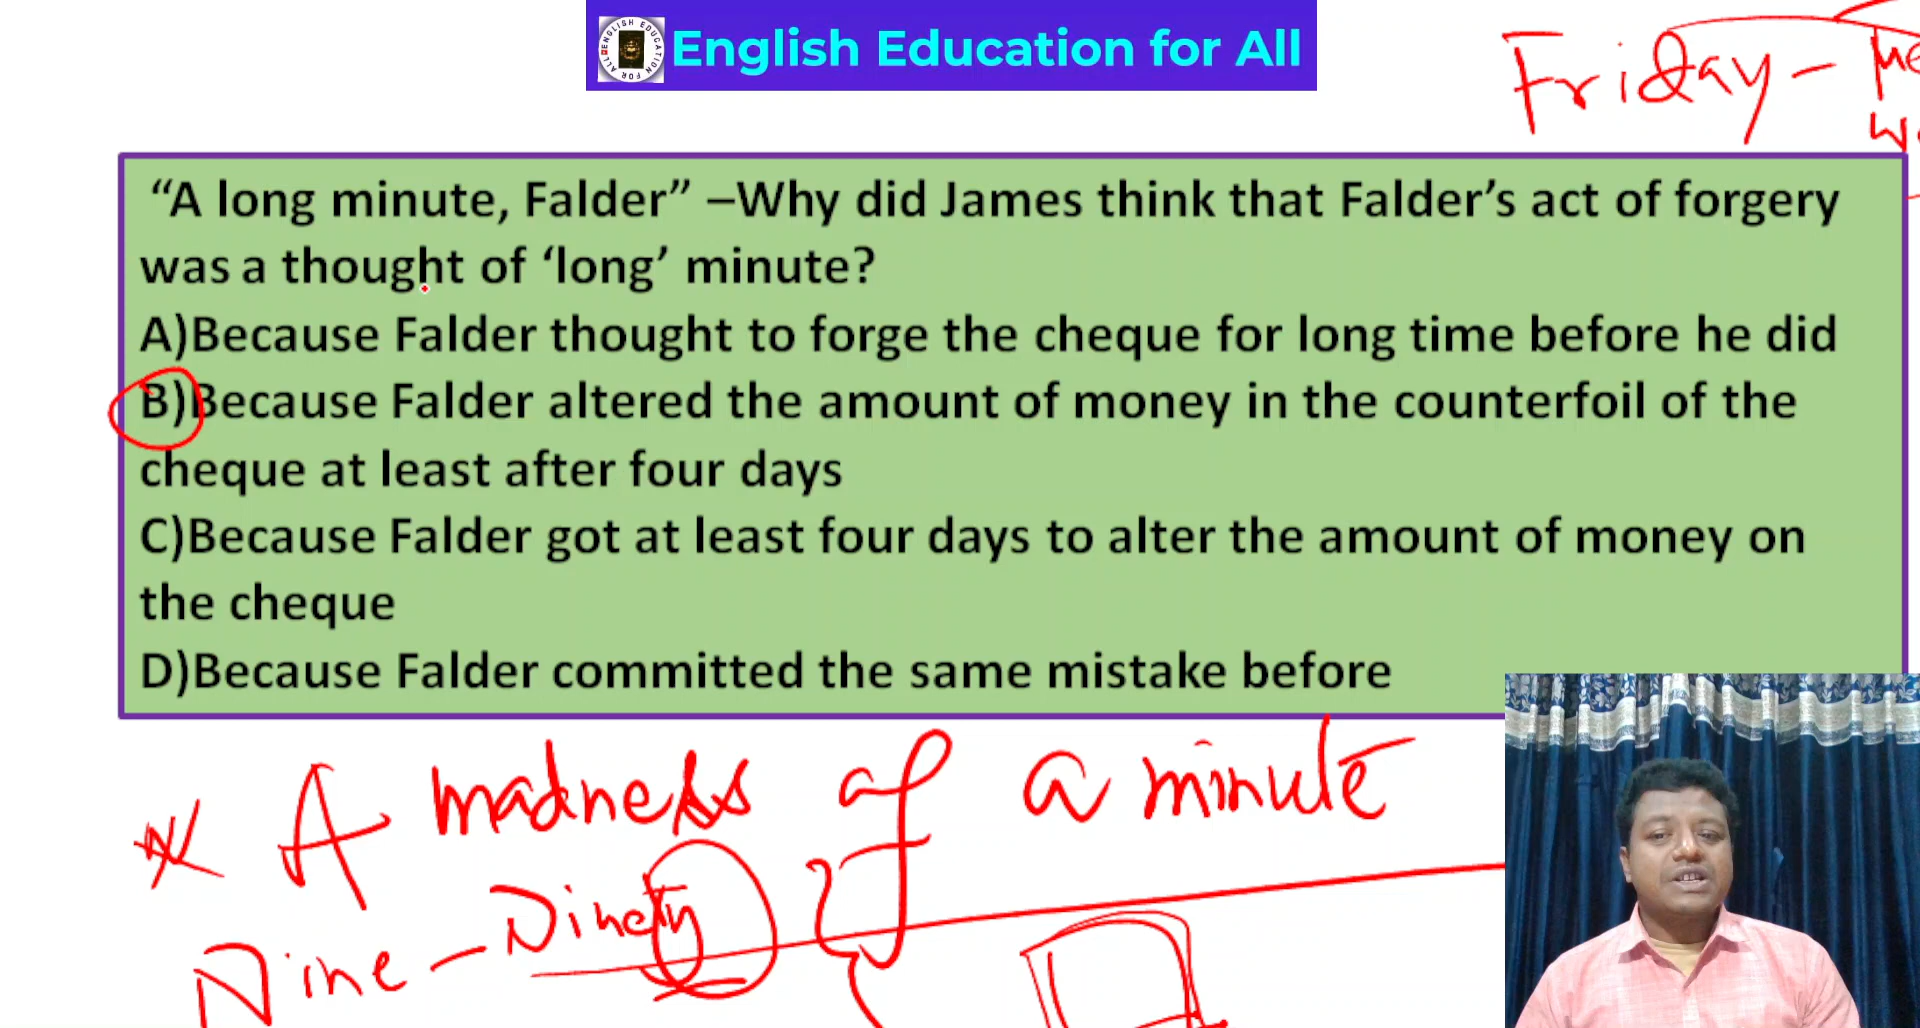 ENGLISH EDUCATION FOR ALL
English Education for All
Friday -
"A long minute, Falder" –Why did James think that Falder's act of forgery
was a thought of 'long' minute?
A)Because Falder thought to forge the cheque for long time before he did
B)Because Falder altered the amount of money in the counterfoil of the
cheque at least after four days
C)Because Falder got at least four days to alter the amount of money on
the cheque
D)Because Falder committed the same mistake before
A madness of a minute
Nine - Ninety